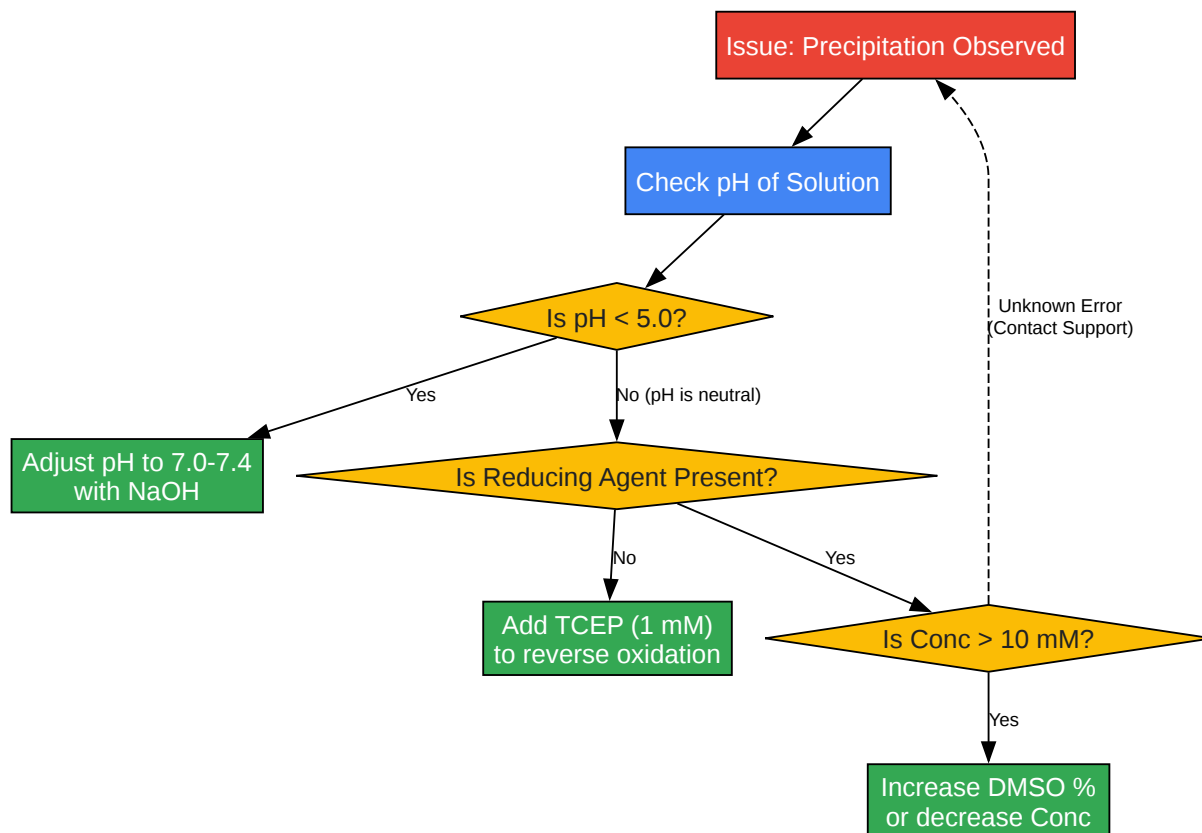 Issue: Precipitation Observed
Check pH of Solution
Is pH < 5.0?
Unknown Error
(Contact Support)
Yes
No (pH is neutral)
Adjust pH to 7.0-7.4
with NaOH
Is Reducing Agent Present?
No
Yes
Add TCEP (1 mM)
to reverse oxidation
Is Conc > 10 mM?
Yes
Increase DMSO %
or decrease Conc